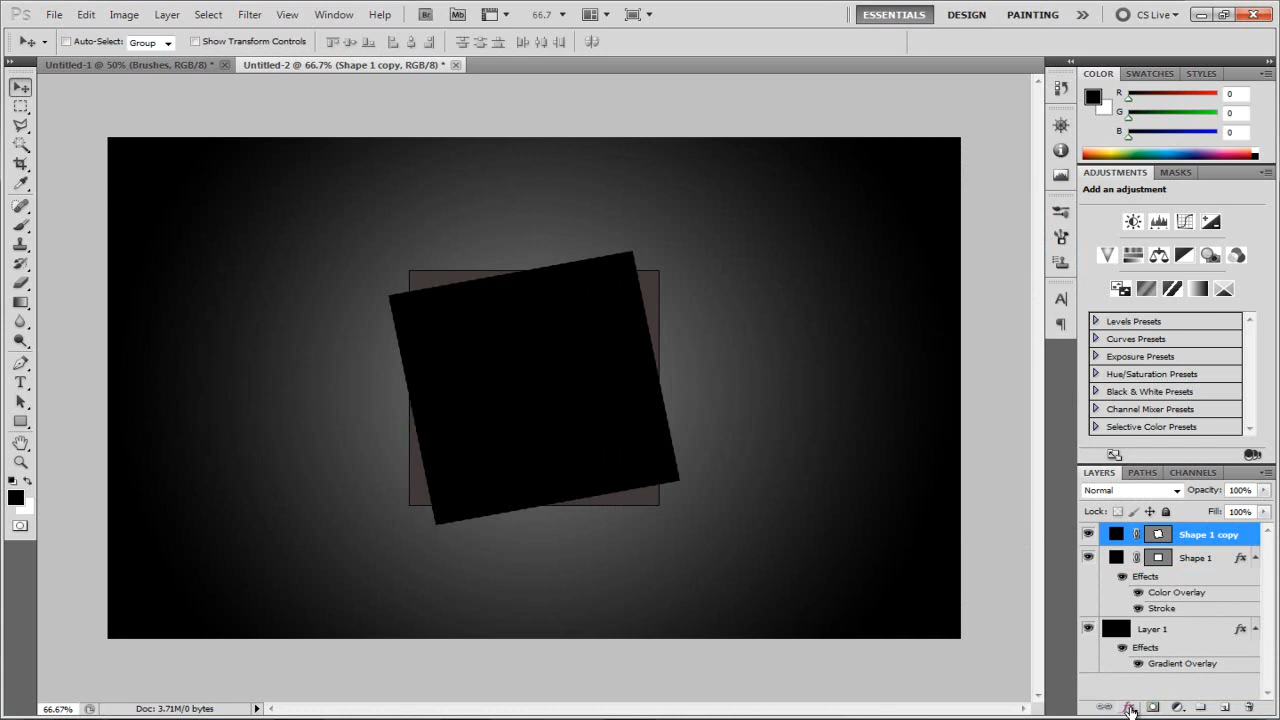 Ps File Edit Image Layer Select Filter View Window Help Br Mb 66.7 ESSENTIALS DESIGN PAINTING CS Live
Auto-Select: Group Show Transform Controls
Untitled-1 @ 50% (Brushes, RGB/8) * Untitled-2 @ 66.7% (Shape 1 copy, RGB/8) *
COLOR SWATCHES STYLES
R 0
G 0
B 0
ADJUSTMENTS MASKS
Add an adjustment
Levels Presets
Curves Presets
Exposure Presets
Hue/Saturation Presets
Black & White Presets
Channel Mixer Presets
Selective Color Presets
LAYERS PATHS CHANNELS
Normal Opacity: 100%
Lock: Fill: 100%
Shape 1 copy
Shape 1 fx
Effects
Color Overlay
Stroke
Layer 1 fx
Effects
Gradient Overlay
66.67% Doc: 3.71M/0 bytes